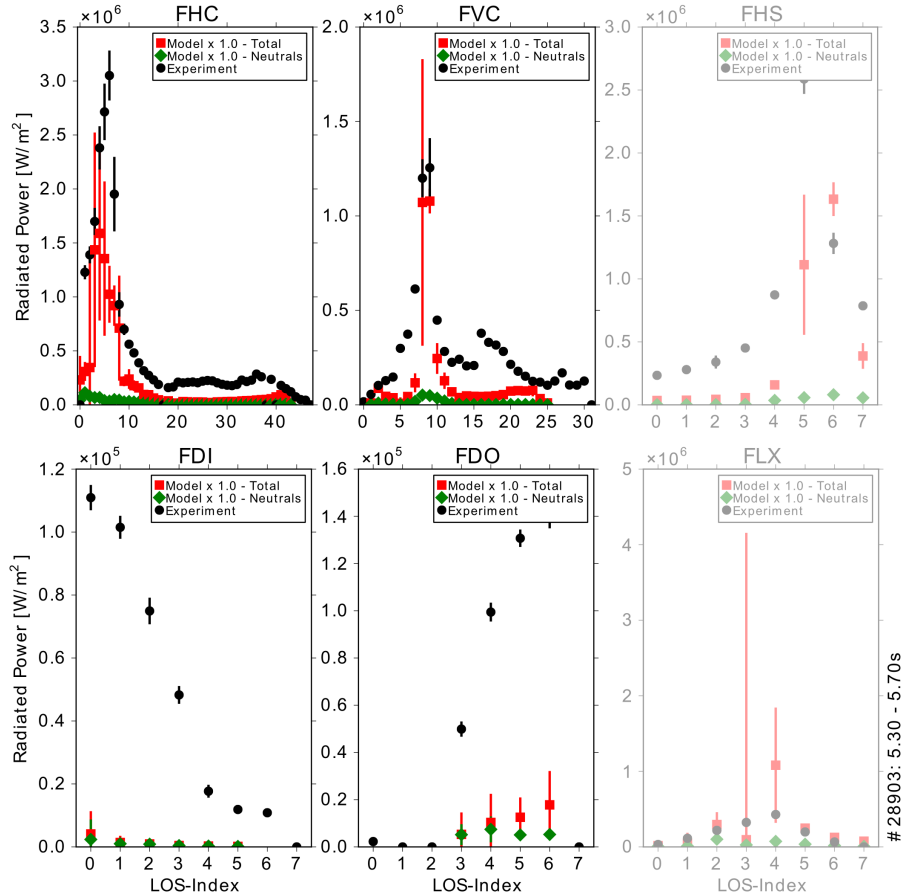 FHC
FVC
FHS
×10⁶
×10⁶
×10⁶
Radiated Power [W/m²]
3.5
3.0
2.5
2.0
1.5
1.0
0.5
0.0
Model x 1.0 - Total
Model x 1.0 - Neutrals
Experiment
0 10 20 30 40
2.0
1.5
1.0
0.5
0.0
Model x 1.0 - Total
Model x 1.0 - Neutrals
Experiment
0 5 10 15 20 25 30
3.0
2.5
2.0
1.5
1.0
0.5
0.0
Model x 1.0 - Total
Model x 1.0 - Neutrals
Experiment
0 1 2 3 4 5 6 7
FDI
FDO
FLX
×10⁵
×10⁵
×10⁶
Radiated Power [W/m²]
1.2
1.0
0.8
0.6
0.4
0.2
0.0
Model x 1.0 - Total
Model x 1.0 - Neutrals
Experiment
0 1 2 3 4 5 6 7
LOS-Index
1.6
1.4
1.2
1.0
0.8
0.6
0.4
0.2
0.0
Model x 1.0 - Total
Model x 1.0 - Neutrals
Experiment
0 1 2 3 4 5 6 7
LOS-Index
5
4
3
2
1
0
Model x 1.0 - Total
Model x 1.0 - Neutrals
Experiment
0 1 2 3 4 5 6 7
LOS-Index
# 28903: 5.30 - 5.70s